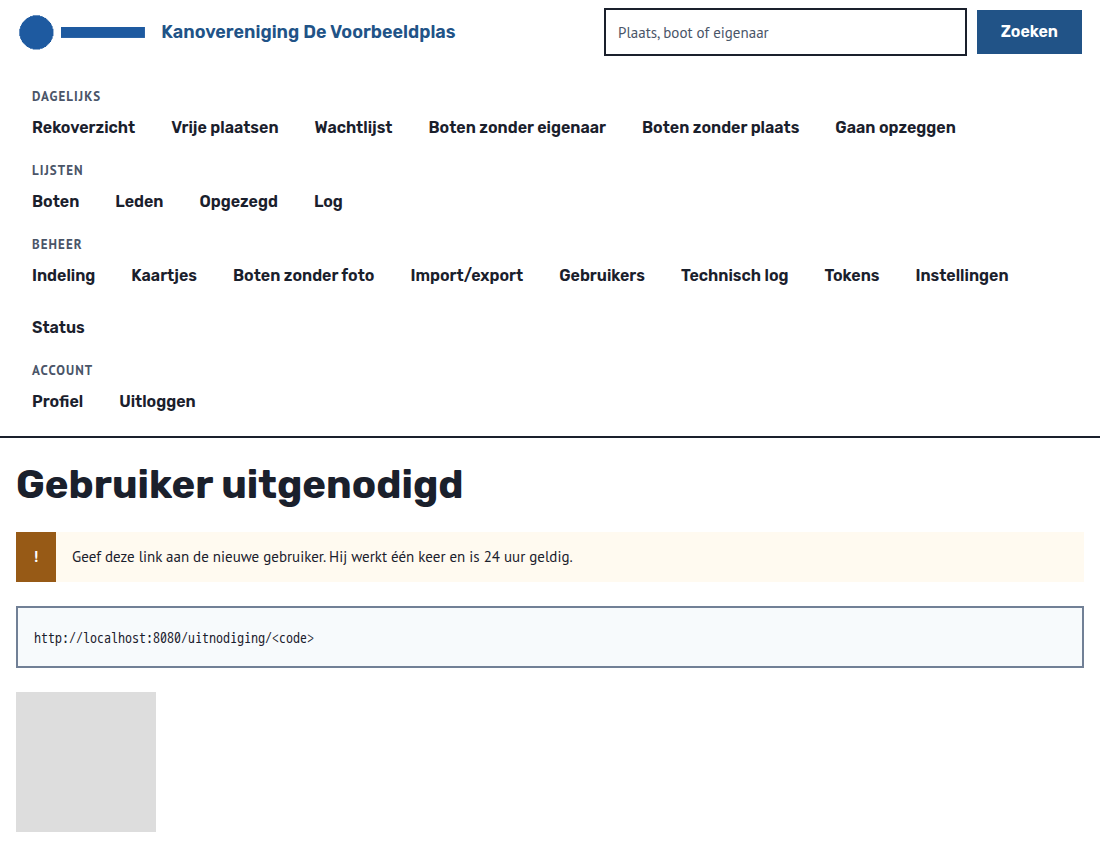 Kanovereniging De Voorbeeldplas
Plaats, boot of eigenaar
Zoeken
DAGELIJKS
Rekoverzicht Vrije plaatsen Wachtlijst Boten zonder eigenaar Boten zonder plaats Gaan opzeggen
LIJSTEN
Boten Leden Opgezegd Log
BEHEER
Indeling Kaartjes Boten zonder foto Import/export Gebruikers Technisch log Tokens Instellingen
Status
ACCOUNT
Profiel Uitloggen
Gebruiker uitgenodigd
! Geef deze link aan de nieuwe gebruiker. Hij werkt één keer en is 24 uur geldig.
http://localhost:8080/uitnodiging/<code>